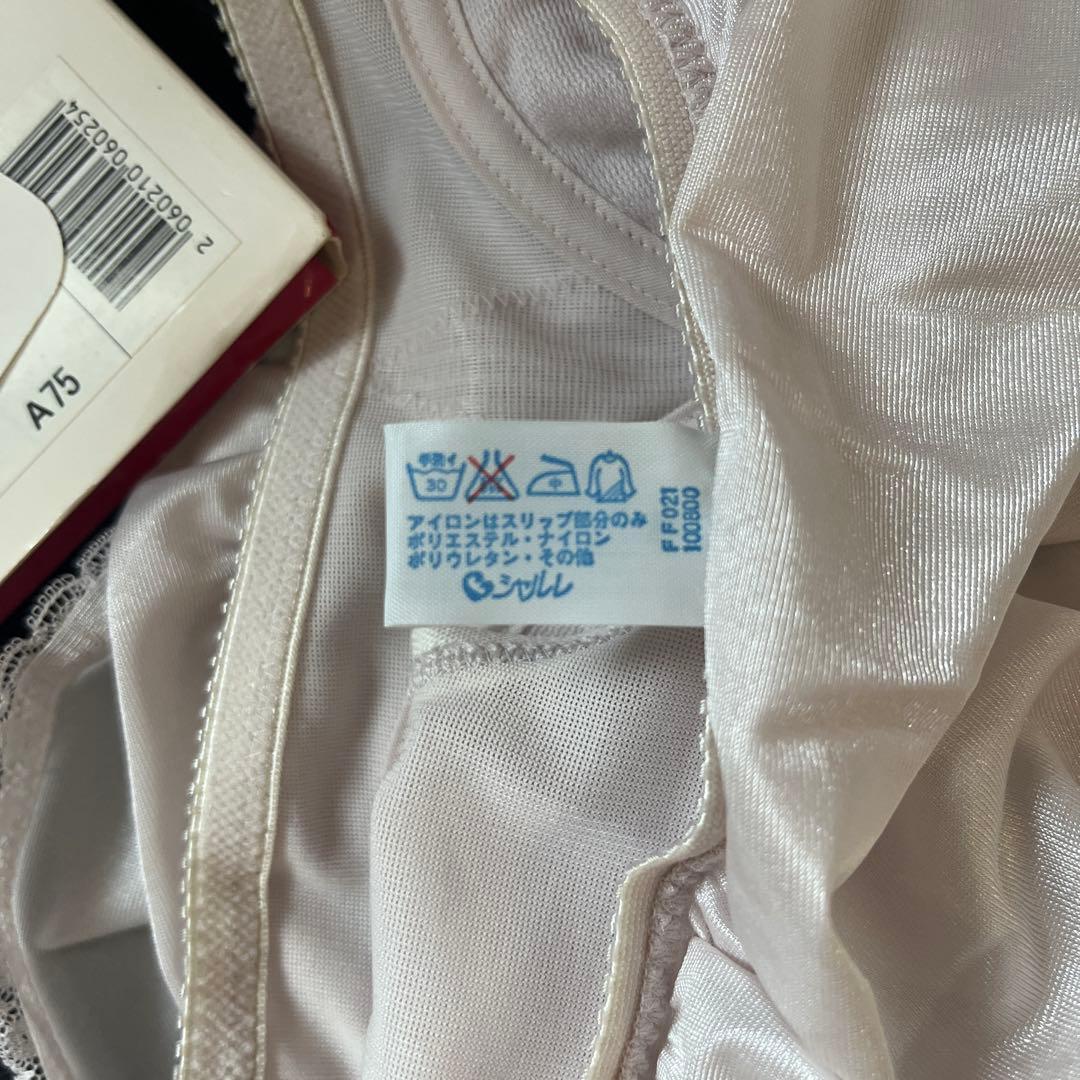 2 060210 060254
A75
手洗イ
30
中
アイロンはスリップ部分のみ
ポリエステル・ナイロン
ポリウレタン・その他
シャルレ
FF021
100800